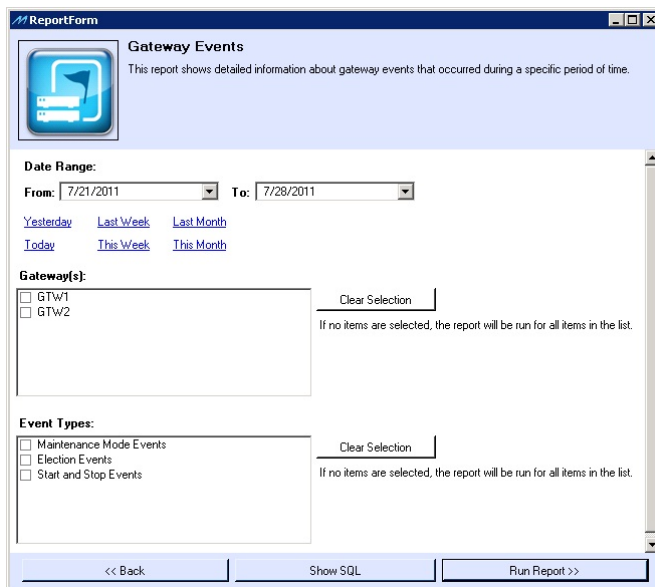 ReportForm
Gateway Events
This report shows detailed information about gateway events that occurred during a specific period of time.
Date Range:
From: 7/21/2011 To: 7/28/2011
Yesterday Last Week Last Month
Today This Week This Month
Gateway(s):
GTW1
GTW2
Clear Selection
If no items are selected, the report will be run for all items in the list.
Event Types:
Maintenance Mode Events
Election Events
Start and Stop Events
Clear Selection
If no items are selected, the report will be run for all items in the list.
<< Back Show SQL Run Report >>